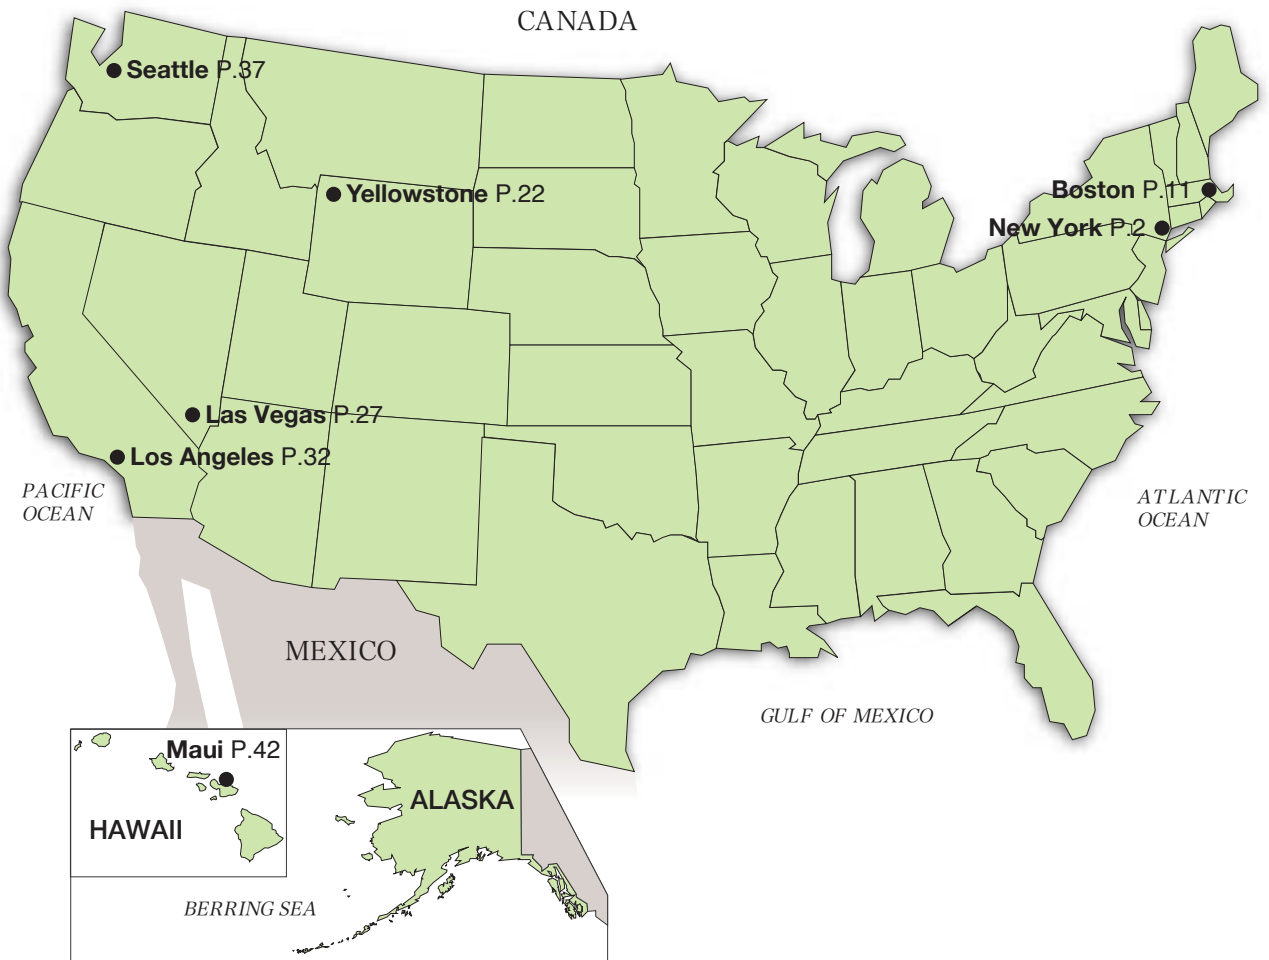 CANADA
Seattle P.37
Yellowstone P.22
Boston P.11
New York P.2
Las Vegas P.27
Los Angeles P.32
PACIFIC
OCEAN
ATLANTIC
OCEAN
MEXICO
GULF OF MEXICO
Maui P.42
HAWAII
ALASKA
BERRING SEA